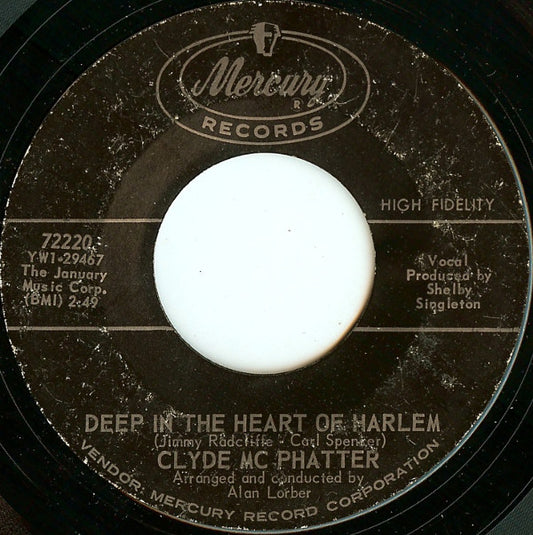 Mercury
R
RECORDS
HIGH FIDELITY
72220
YW1-29467
The January
Music Corp.
(BMI) 2:49
Vocal
Produced by
Shelby
Singleton
DEEP IN THE HEART OF HARLEM
(Jimmy Radcliffe - Carl Spencer)
CLYDE MC PHATTER
Arranged and conducted by
Alan Lorber
VENDOR: MERCURY RECORD CORPORATION